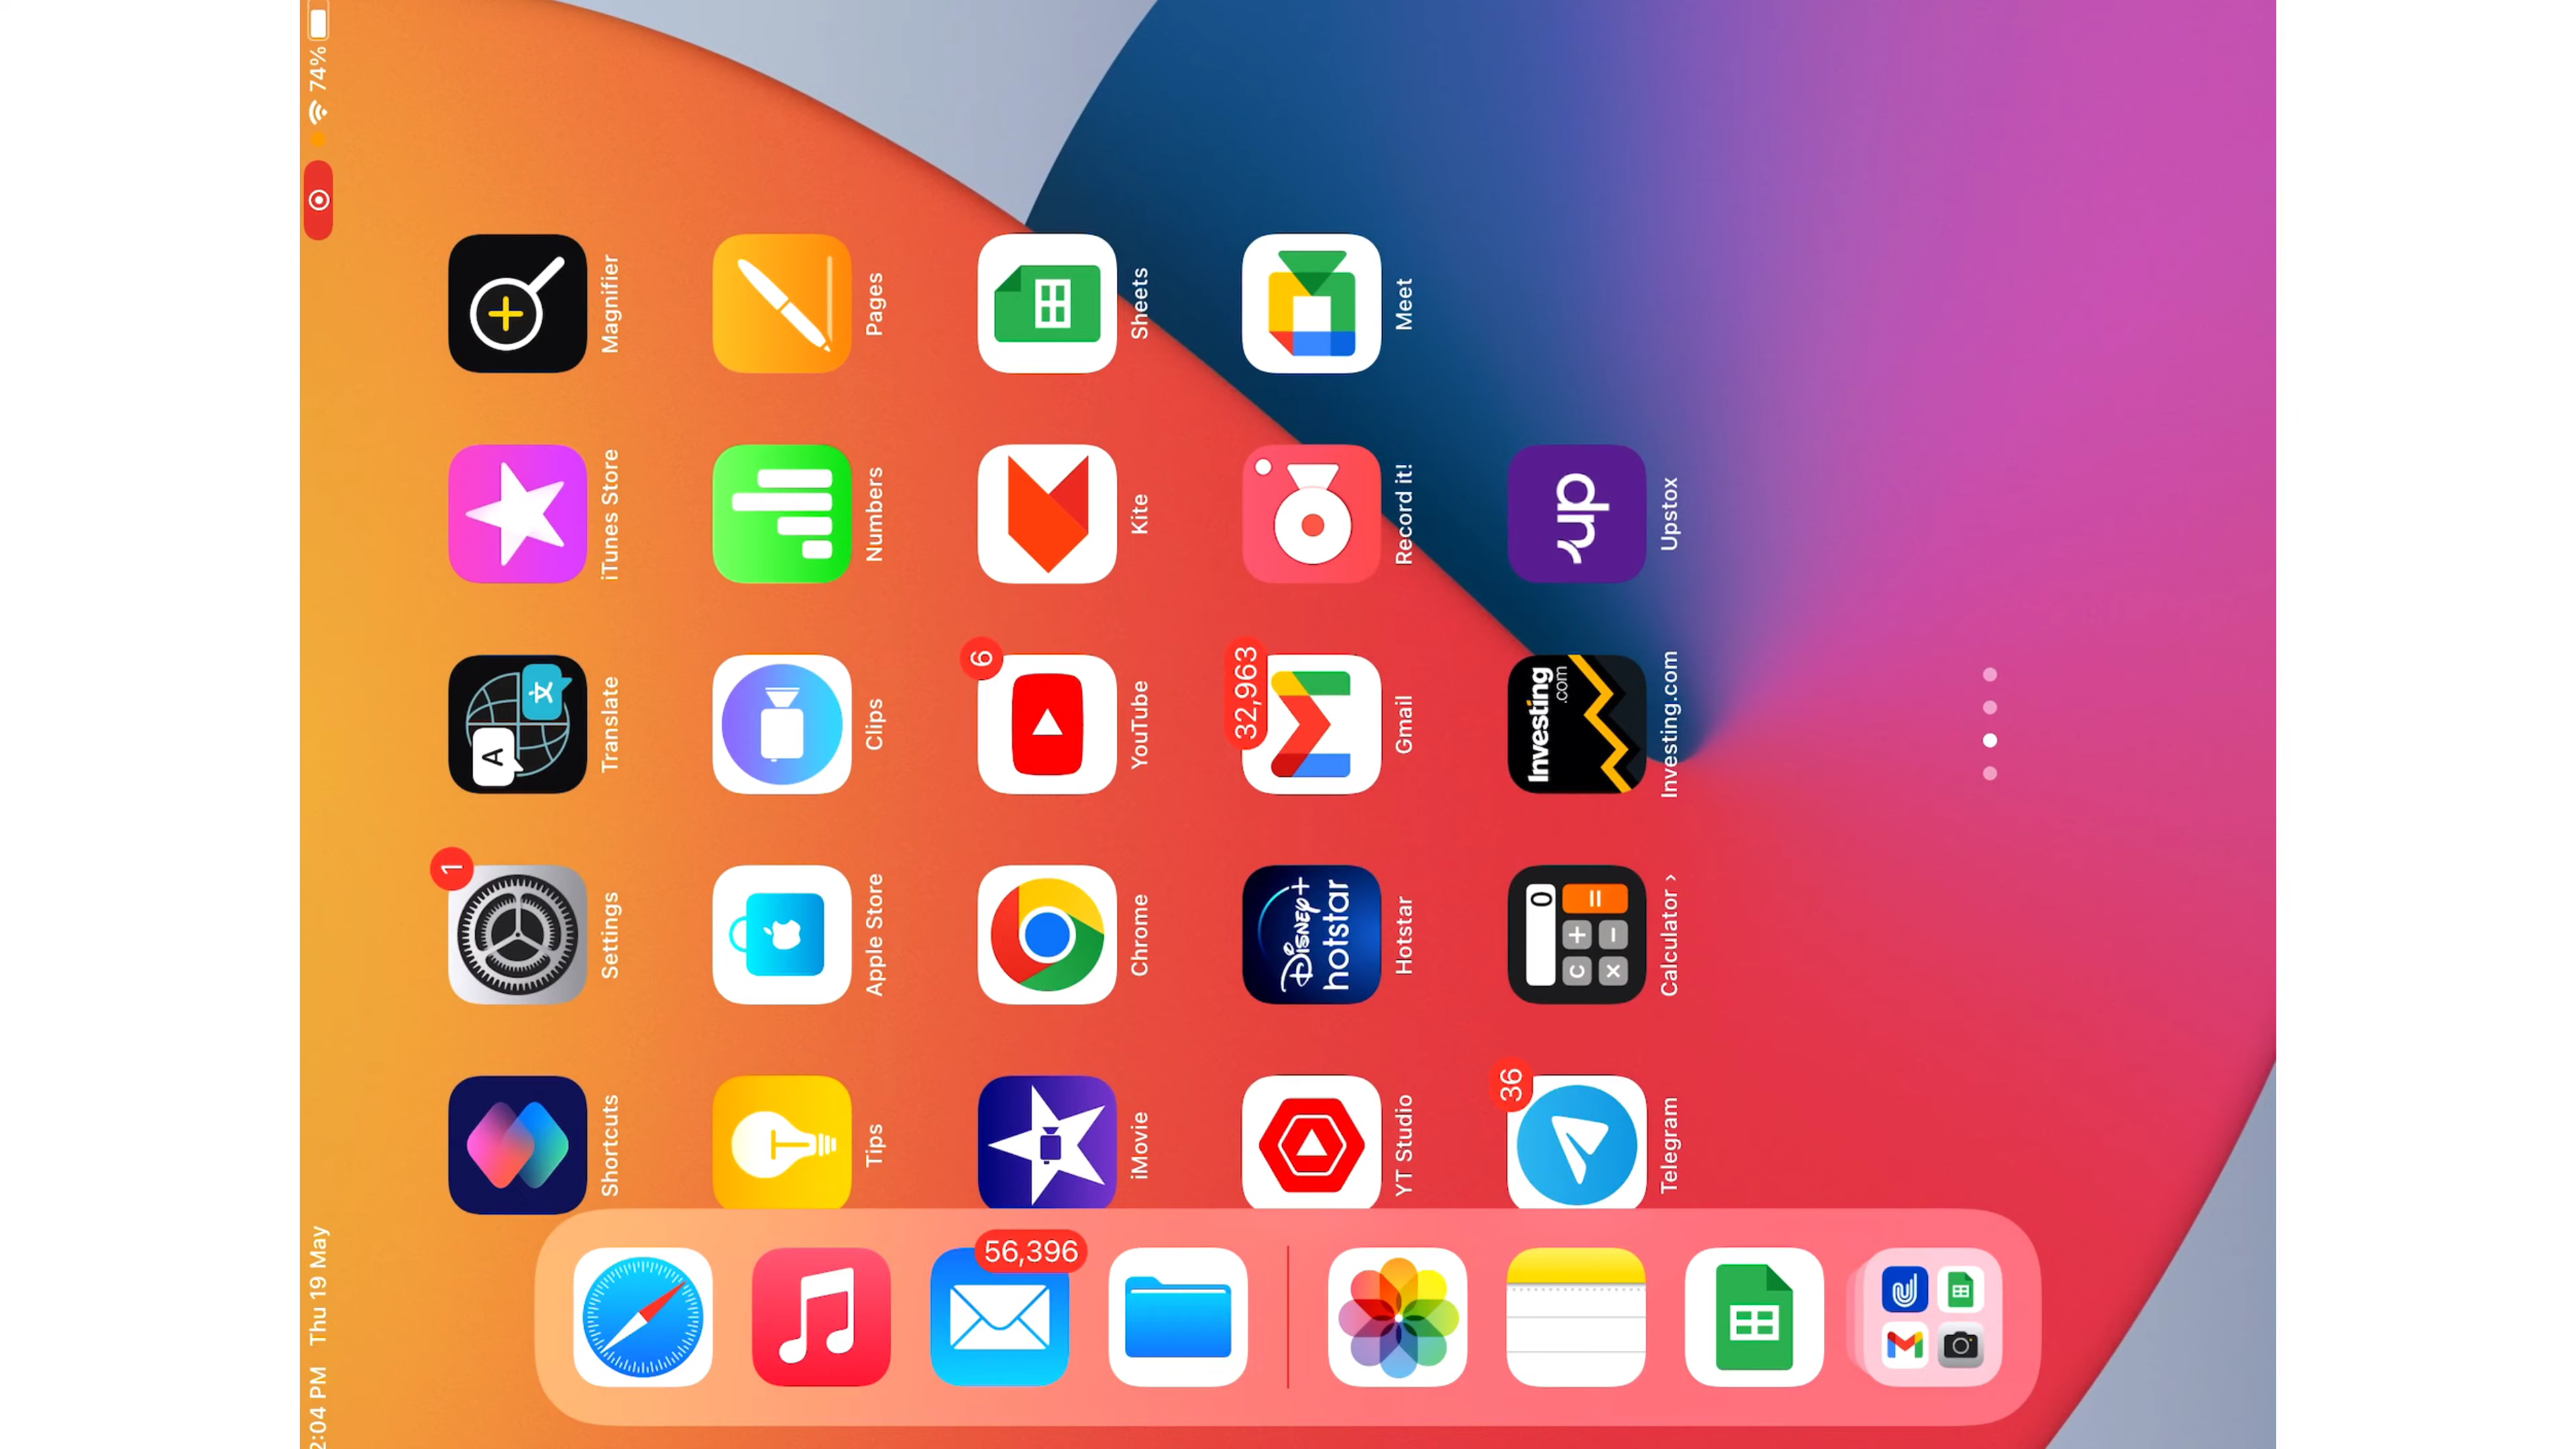 2:04 PM Thu 19 May
74%
Shortcuts
1
Settings
A
文
Translate
iTunes Store
Magnifier
Tips
Apple Store
Clips
Numbers
Pages
iMovie
Chrome
6
YouTube
Kite
Sheets
YT Studio
Disney+
hotstar
Hotstar
32,963
Gmail
Record it!
Meet
36
Telegram
0
C + =
× −
Calculator ›
Investing
.com
Investing.com
Upstox
56,396